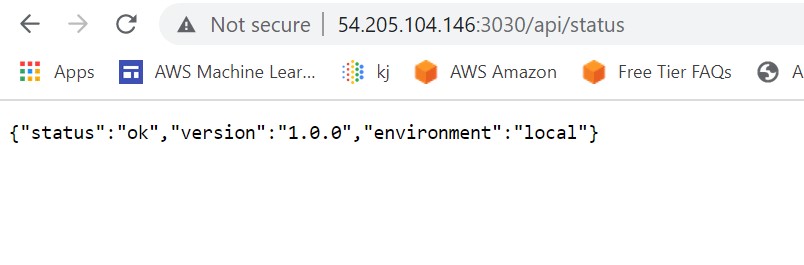 Not secure | 54.205.104.146:3030/api/status
Apps AWS Machine Lear... kj AWS Amazon Free Tier FAQs A
{"status":"ok","version":"1.0.0","environment":"local"}